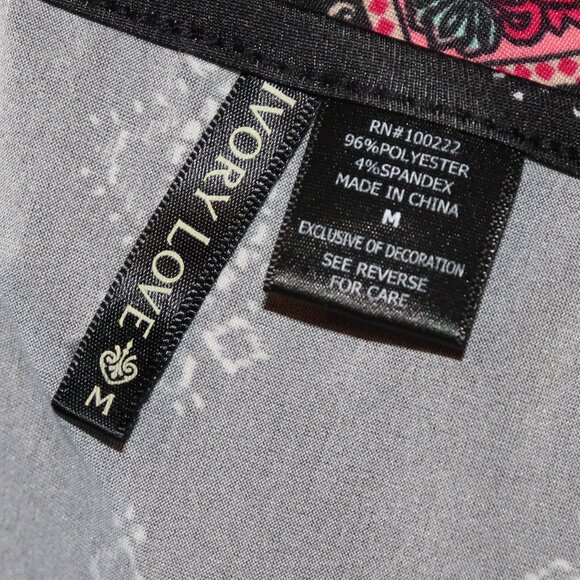 IVORY LOVE M
RN#100222
96%POLYESTER
4%SPANDEX
MADE IN CHINA
M
EXCLUSIVE OF DECORATION
SEE REVERSE
FOR CARE